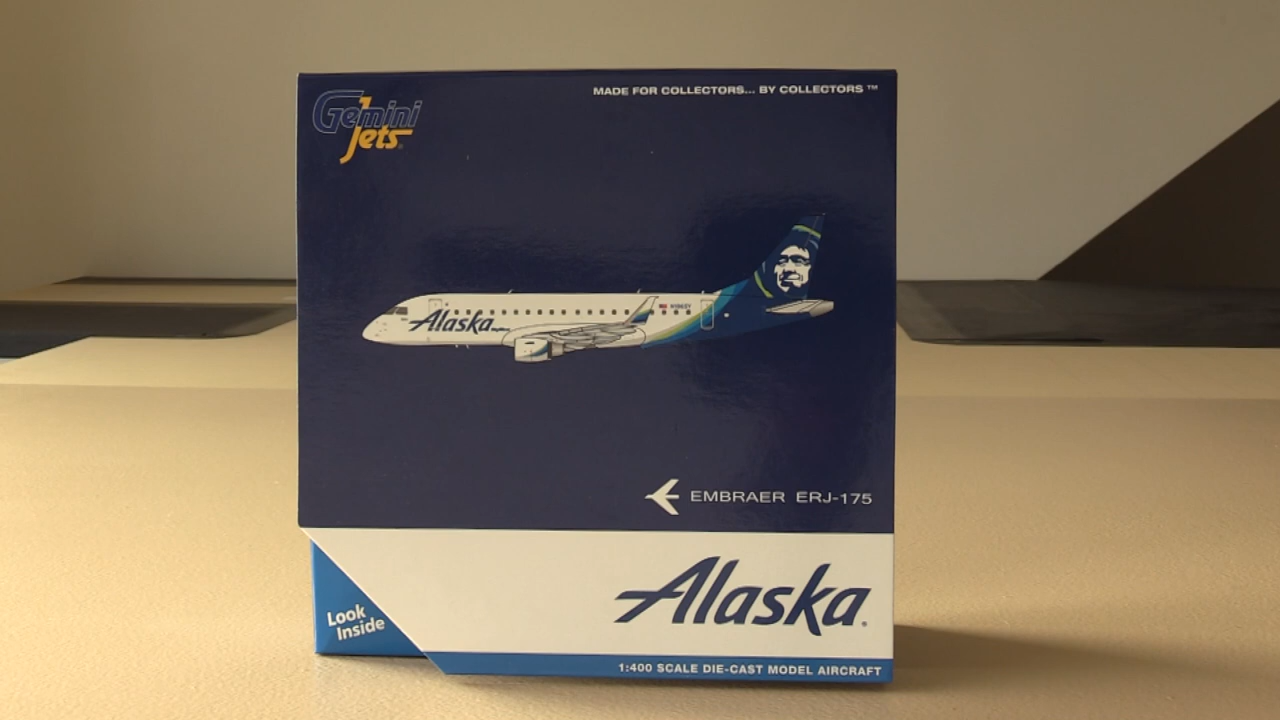 Gemini
Jets
MADE FOR COLLECTORS... BY COLLECTORS ™
Alaska
EMBRAER ERJ-175
Alaska®
Look
Inside
1:400 SCALE DIE-CAST MODEL AIRCRAFT